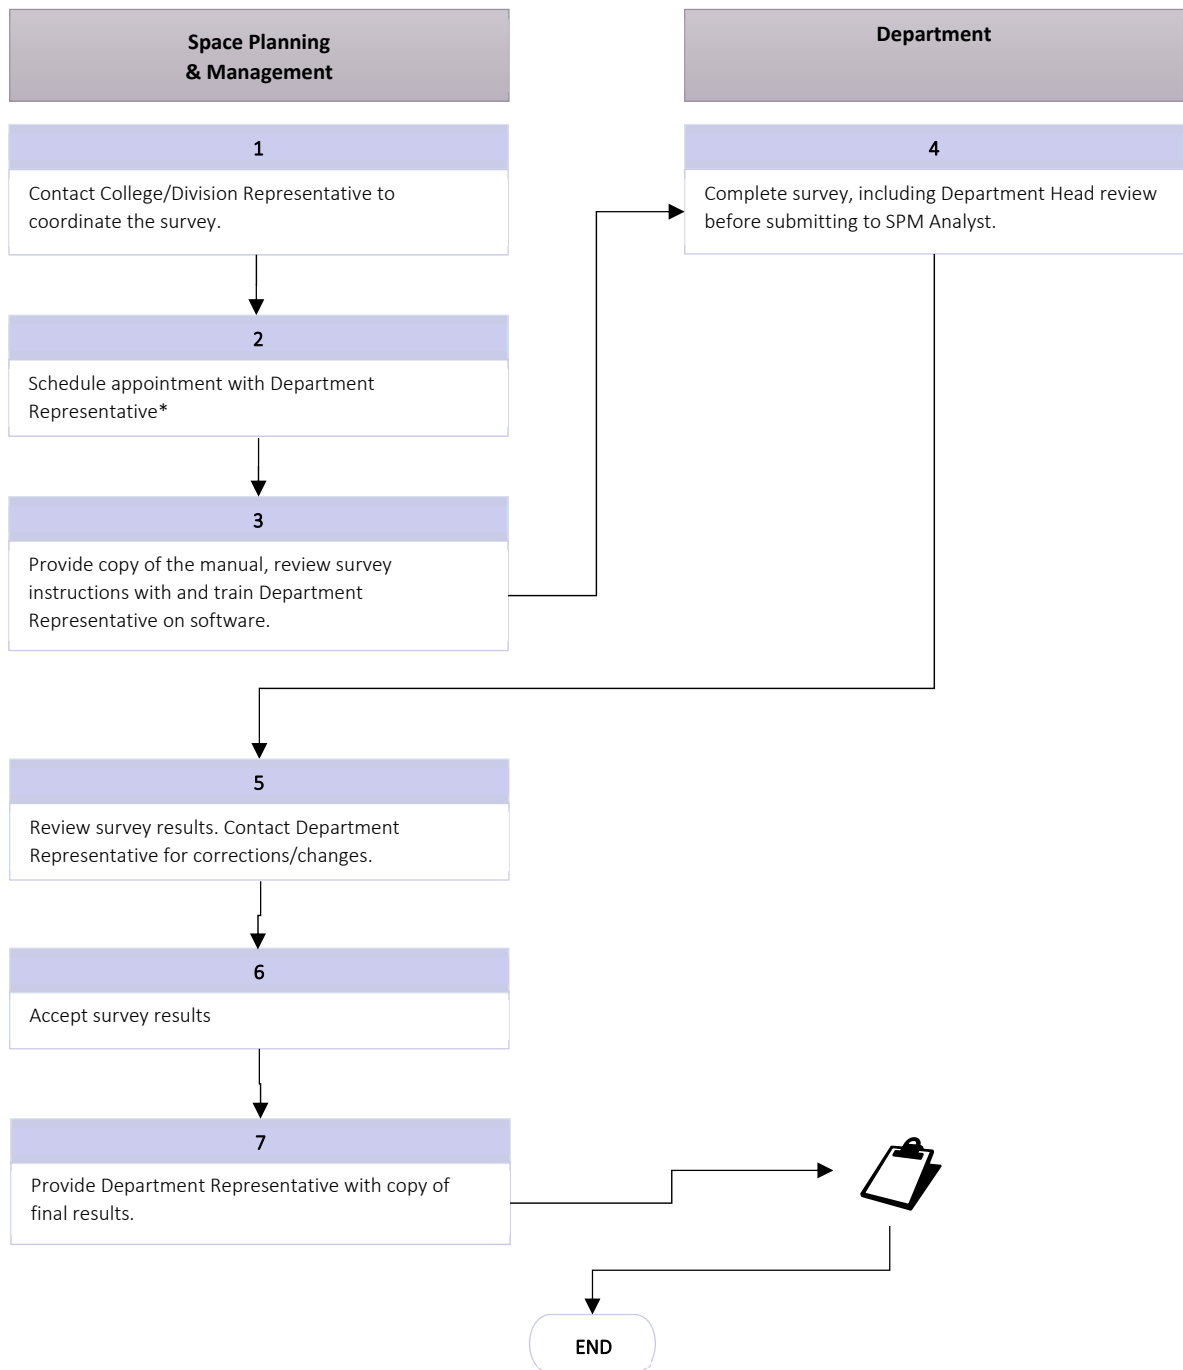 Space Planning
& Management
Department
1
Contact College/Division Representative to
coordinate the survey.
2
Schedule appointment with Department
Representative*
3
Provide copy of the manual, review survey
instructions with and train Department
Representative on software.
4
Complete survey, including Department Head review
before submitting to SPM Analyst.
5
Review survey results. Contact Department
Representative for corrections/changes.
6
Accept survey results
7
Provide Department Representative with copy of
final results.
END